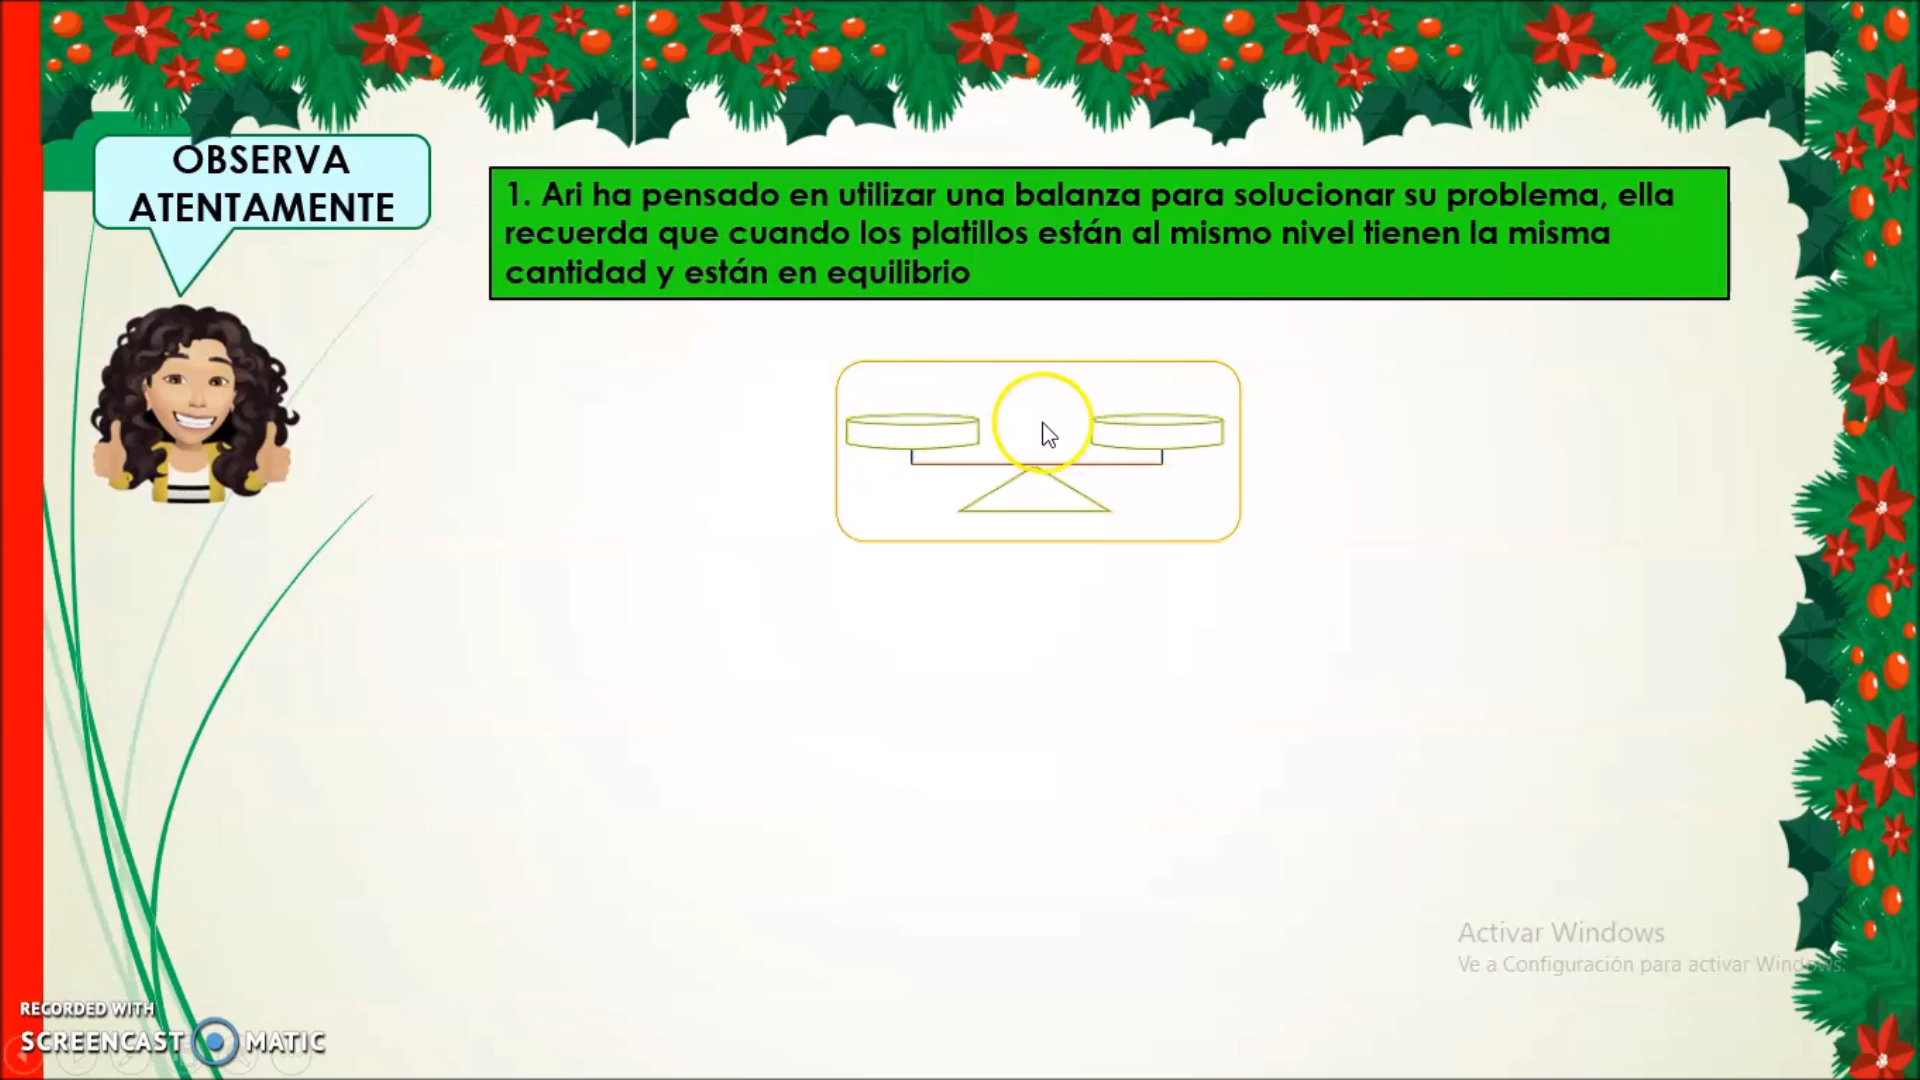 OBSERVA
ATENTAMENTE
1. Ari ha pensado en utilizar una balanza para solucionar su problema, ella
recuerda que cuando los platillos están al mismo nivel tienen la misma
cantidad y están en equilibrio
Activar Windows
Ve a Configuración para activar Windows.
RECORDED WITH
SCREENCAST MATIC